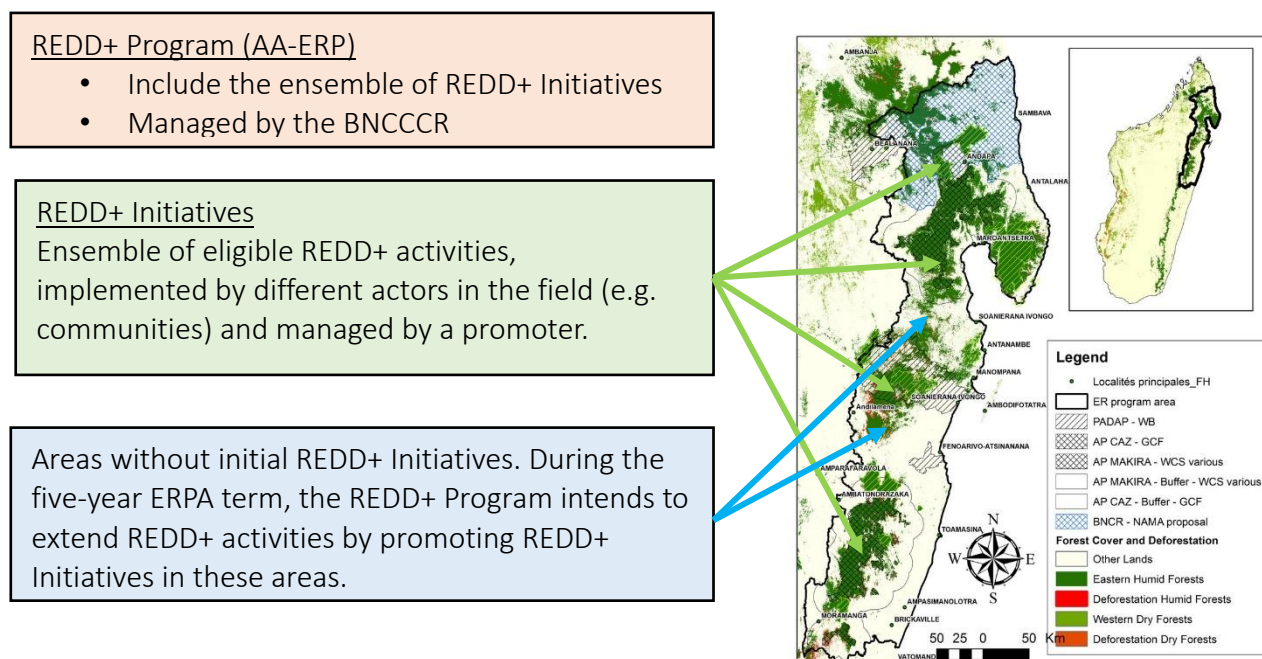 REDD+ Program (AA-ERP)
• Include the ensemble of REDD+ Initiatives
• Managed by the BNCCCR
REDD+ Initiatives
Ensemble of eligible REDD+ activities,
implemented by different actors in the field (e.g.
communities) and managed by a promoter.
Areas without initial REDD+ Initiatives. During the
five-year ERPA term, the REDD+ Program intends to
extend REDD+ activities by promoting REDD+
Initiatives in these areas.
AMBANJA
SAMBAVA
BEALANANA
ANDAPA
ANTALAHA
MAROANTSETRA
SOANIERANA IVONGO
ANTANAMBE
MANOMPANA
SOANIERANA IVONGO
Andilamena
AMBODIFOTATRA
FENOARIVO-ATSINANANA
AMPARAFARAVOLA
AMBATONDRAZAKA
TOAMASINA
AMPASIMANOLOTRA
MORAMANGA
BRICKAVILLE
VATOMAND
N
W
E
S
50 25 0 50 Km
Legend
Localités principales_FH
ER program area
PADAP - WB
AP CAZ - GCF
AP MAKIRA - WCS various
AP MAKIRA - Buffer - WCS various
AP CAZ - Buffer - GCF
BNCR - NAMA proposal
Forest Cover and Deforestation
Other Lands
Eastern Humid Forests
Deforestation Humid Forests
Western Dry Forests
Deforestation Dry Forests